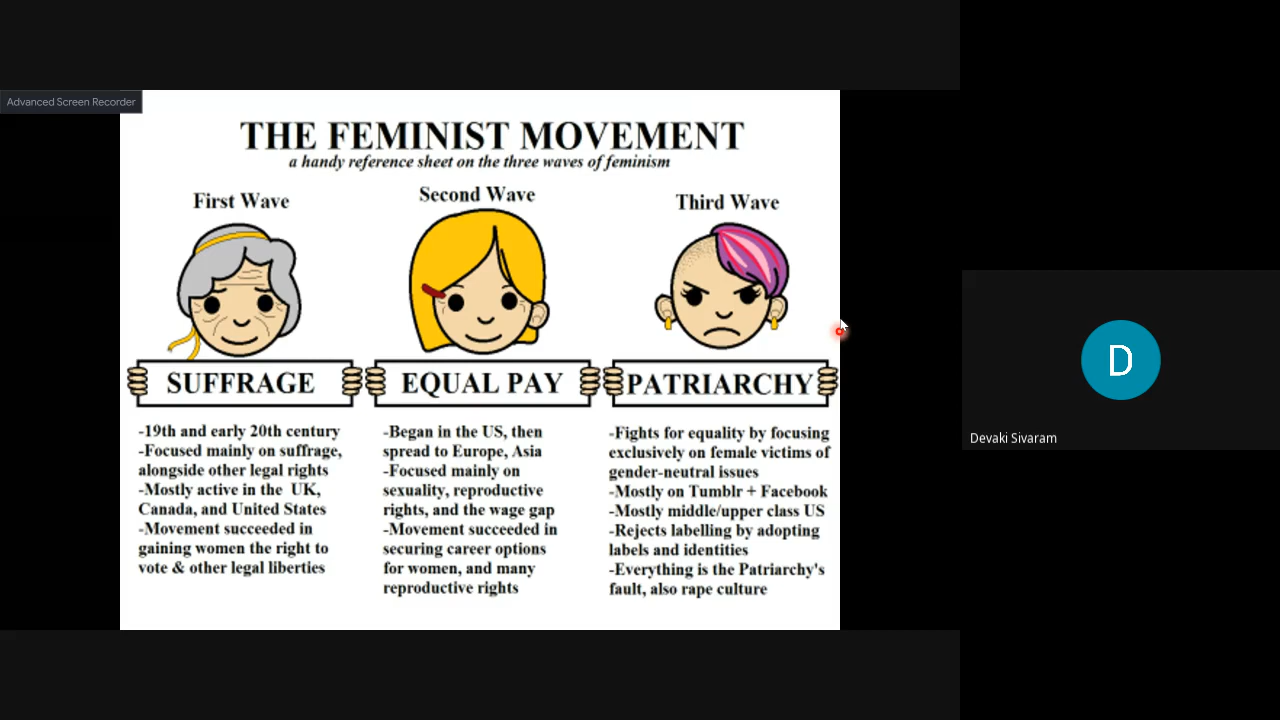 Advanced Screen Recorder
THE FEMINIST MOVEMENT
a handy reference sheet on the three waves of feminism
First Wave
SUFFRAGE
-19th and early 20th century
-Focused mainly on suffrage,
alongside other legal rights
-Mostly active in the UK,
Canada, and United States
-Movement succeeded in
gaining women the right to
vote & other legal liberties
Second Wave
EQUAL PAY
-Began in the US, then
spread to Europe, Asia
-Focused mainly on
sexuality, reproductive
rights, and the wage gap
-Movement succeeded in
securing career options
for women, and many
reproductive rights
Third Wave
PATRIARCHY
-Fights for equality by focusing
exclusively on female victims of
gender-neutral issues
-Mostly on Tumblr + Facebook
-Mostly middle/upper class US
-Rejects labelling by adopting
labels and identities
-Everything is the Patriarchy's
fault, also rape culture
D
Devaki Sivaram